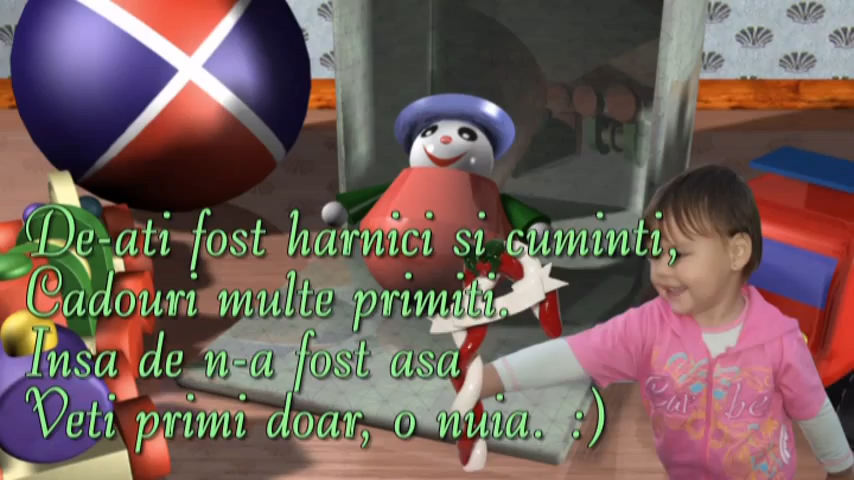 De-ati fost harnici si cuminti,
Cadouri multe primiti.
Insa de n-a fost asa
Veti primi doar, o nuia. :)